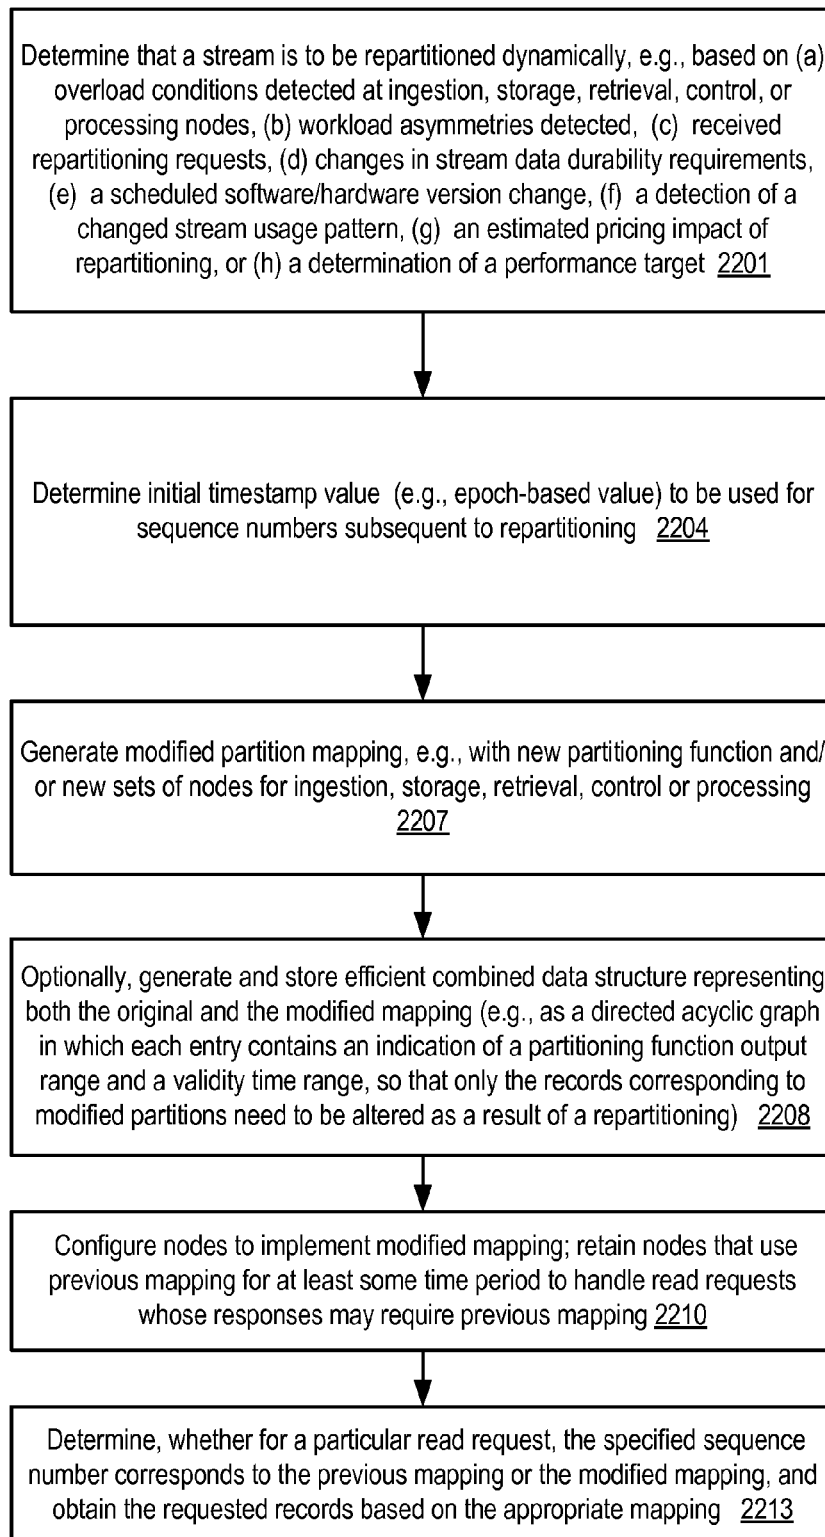 Determine that a stream is to be repartitioned dynamically, e.g., based on (a)
overload conditions detected at ingestion, storage, retrieval, control, or
processing nodes, (b) workload asymmetries detected, (c) received
repartitioning requests, (d) changes in stream data durability requirements,
(e) a scheduled software/hardware version change, (f) a detection of a
changed stream usage pattern, (g) an estimated pricing impact of
repartitioning, or (h) a determination of a performance target 2201
Determine initial timestamp value (e.g., epoch-based value) to be used for
sequence numbers subsequent to repartitioning 2204
Generate modified partition mapping, e.g., with new partitioning function and/
or new sets of nodes for ingestion, storage, retrieval, control or processing
2207
Optionally, generate and store efficient combined data structure representing
both the original and the modified mapping (e.g., as a directed acyclic graph
in which each entry contains an indication of a partitioning function output
range and a validity time range, so that only the records corresponding to
modified partitions need to be altered as a result of a repartitioning) 2208
Configure nodes to implement modified mapping; retain nodes that use
previous mapping for at least some time period to handle read requests
whose responses may require previous mapping 2210
Determine, whether for a particular read request, the specified sequence
number corresponds to the previous mapping or the modified mapping, and
obtain the requested records based on the appropriate mapping 2213